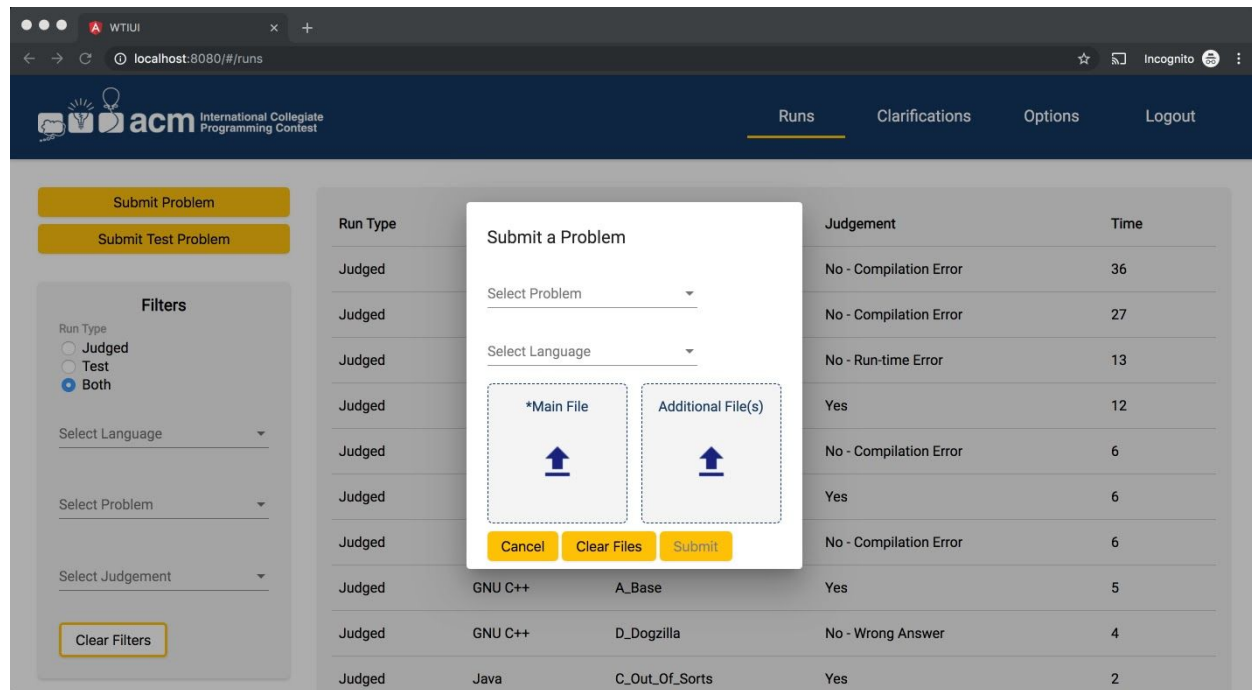 WTIUI
localhost:8080/#/runs
Incognito
acm International Collegiate
Programming Contest
Runs Clarifications Options Logout
Submit Problem
Submit Test Problem
Filters
Run Type
Judged
Test
Both
Select Language
Select Problem
Select Judgement
Clear Filters
Run Type Judgement Time
Judged No - Compilation Error 36
Judged No - Compilation Error 27
Judged No - Run-time Error 13
Judged Yes 12
Judged No - Compilation Error 6
Judged Yes 6
Judged No - Compilation Error 6
Judged GNU C++ A_Base Yes 5
Judged GNU C++ D_Dogzilla No - Wrong Answer 4
Judged Java C_Out_Of_Sorts Yes 2
Submit a Problem
Select Problem
Select Language
*Main File Additional File(s)
Cancel Clear Files Submit